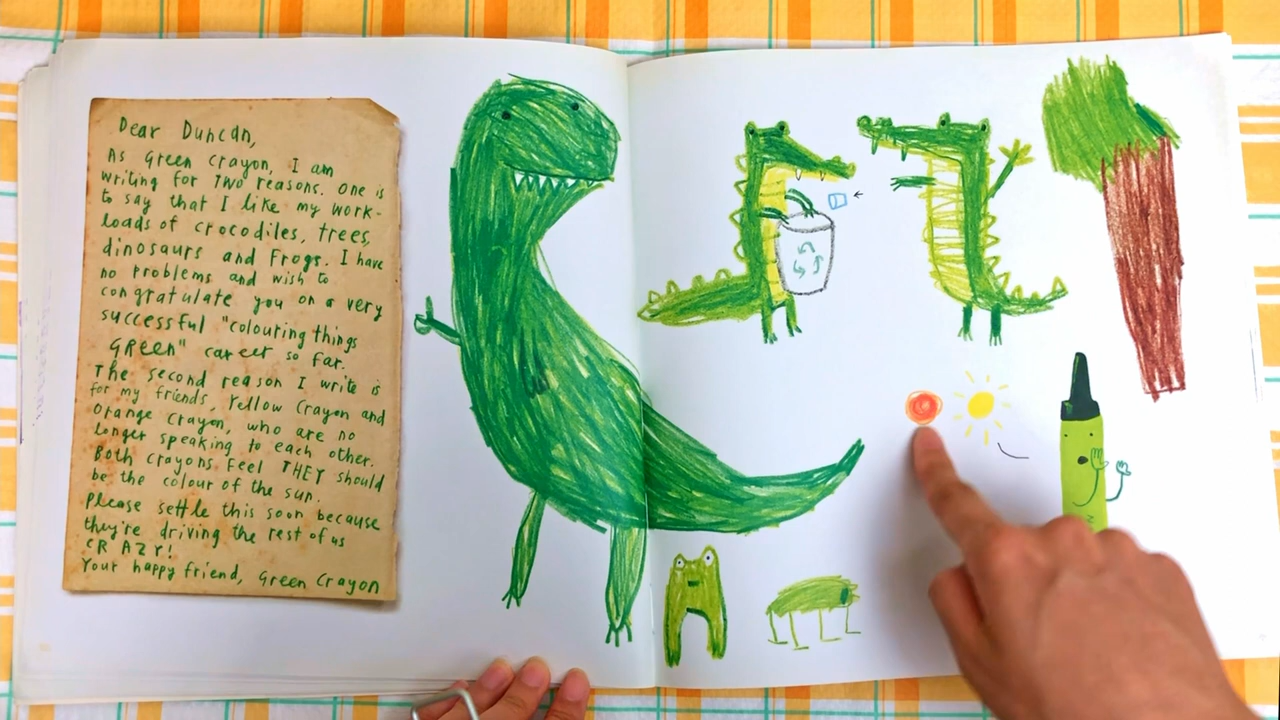 Dear Duncan,
As Green Crayon, I am
writing for TWO reasons. One is
to say that I like my work-
loads of crocodiles, trees,
dinosaurs and frogs. I have
no problems and wish to
congratulate you on a very
successful "colouring things
GREEN" career so far.
The second reason I write is
for my friends, Yellow Crayon and
Orange Crayon, who are no
longer speaking to each other.
Both crayons feel THEY should
be the colour of the sun.
Please settle this soon because
they're driving the rest of us
CRAZY!
Your happy friend, Green Crayon